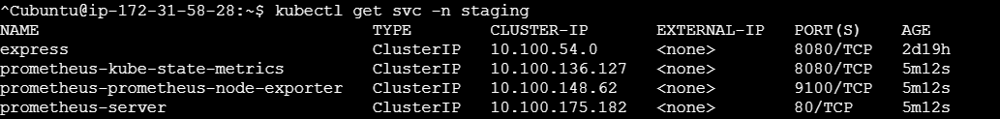 ^Cubuntu@ip-172-31-58-28:~$ kubectl get svc -n staging
NAME TYPE CLUSTER-IP EXTERNAL-IP PORT(S) AGE
express ClusterIP 10.100.54.0 <none> 8080/TCP 2d19h
prometheus-kube-state-metrics ClusterIP 10.100.136.127 <none> 8080/TCP 5m12s
prometheus-prometheus-node-exporter ClusterIP 10.100.148.62 <none> 9100/TCP 5m12s
prometheus-server ClusterIP 10.100.175.182 <none> 80/TCP 5m12s